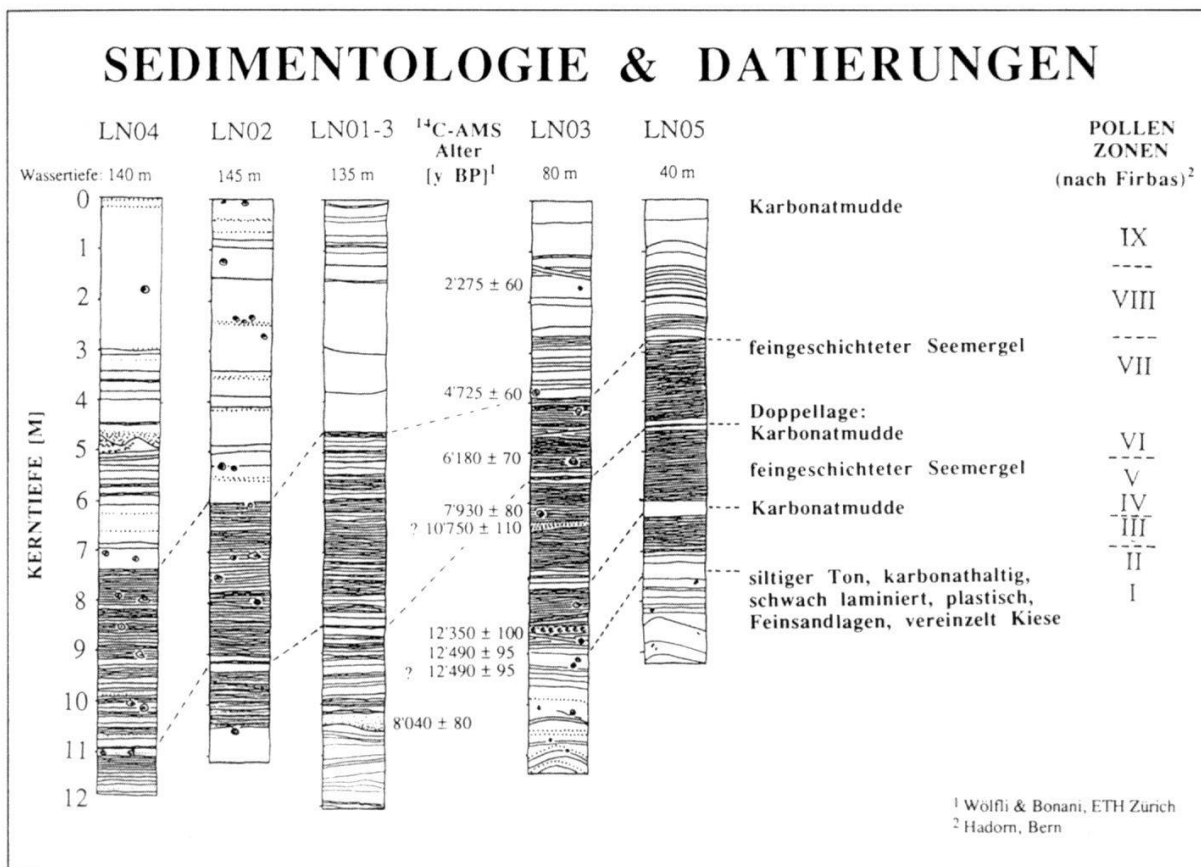 SEDIMENTOLOGIE & DATIERUNGEN
LN04 LN02 LN01-3 ¹⁴C-AMS LN03 LN05 POLLEN
Alter ZONEN
Wassertiefe: 140 m 145 m 135 m [y BP]¹ 80 m 40 m (nach Firbas)²
KERNTIEFE [M]
0
1
2
3
4
5
6
7
8
9
10
11
12
2'275 ± 60
4'725 ± 60
6'180 ± 70
7'930 ± 80
? 10'750 ± 110
12'350 ± 100
12'490 ± 95
? 12'490 ± 95
8'040 ± 80
Karbonatmudde
feingeschichteter Seemergel
Doppellage:
Karbonatmudde
feingeschichteter Seemergel
Karbonatmudde
siltiger Ton, karbonathaltig,
schwach laminiert, plastisch,
Feinsandlagen, vereinzelt Kiese
IX
VIII
VII
VI
V
IV
III
II
I
¹ Wölfli & Bonani, ETH Zürich
² Hadorn, Bern